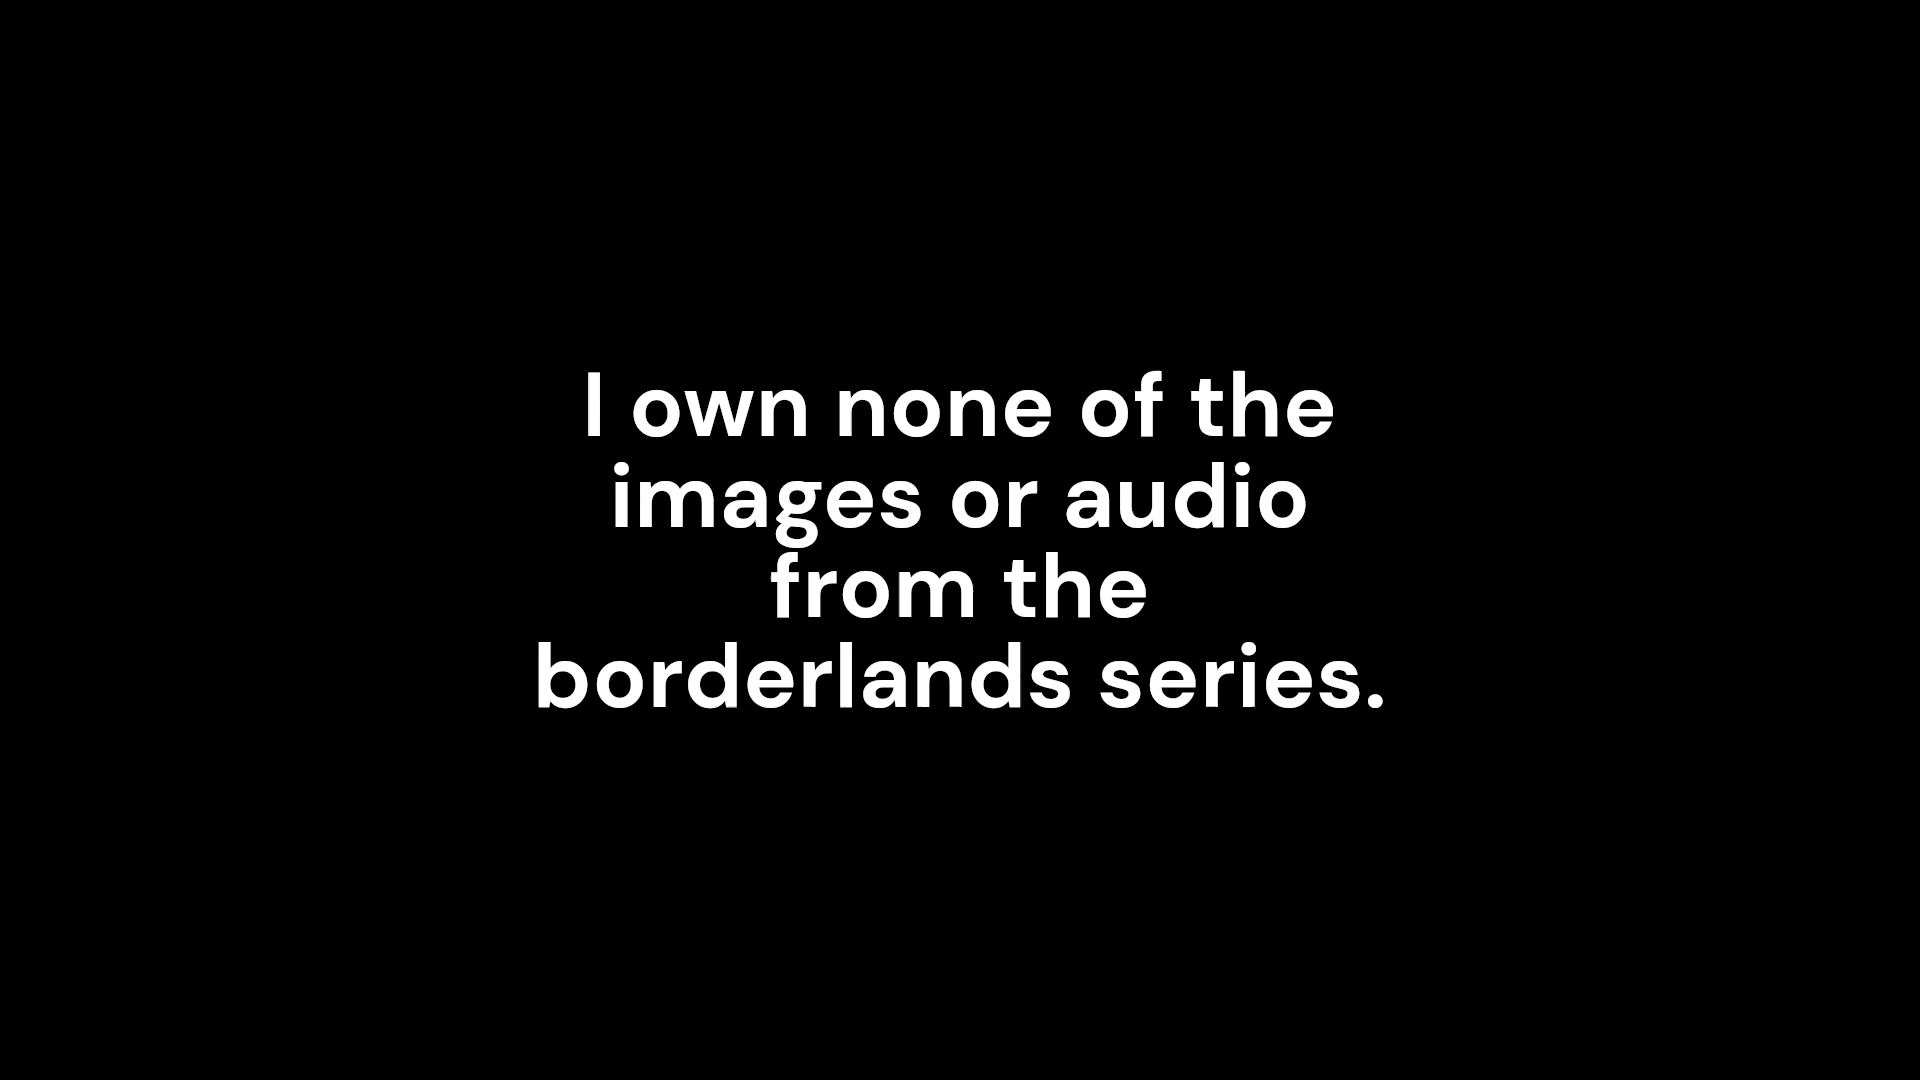 I own none of the
images or audio
from the
borderlands series.